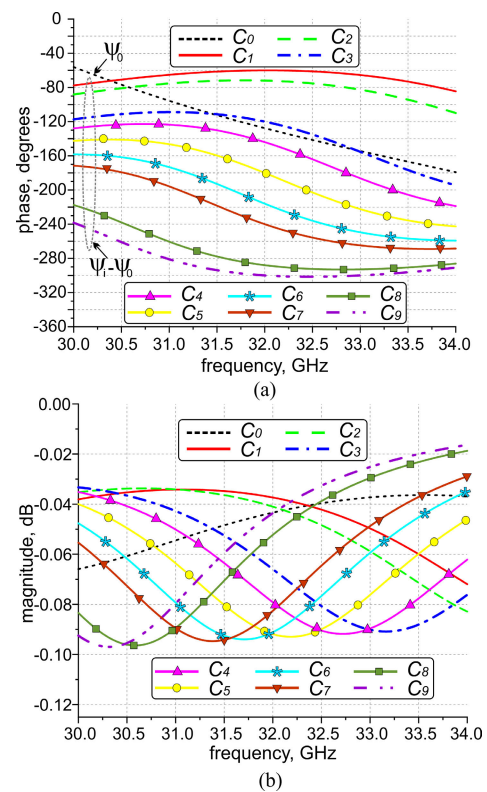 (a)
0
-40
-80
-120
-160
-200
-240
-280
-320
-360
phase, degrees
C0 C2
C1 C3
Ψ0
Ψi-Ψ0
C4 C6 C8
C5 C7 C9
30.0 30.5 31.0 31.5 32.0 32.5 33.0 33.5 34.0
frequency, GHz
(a)
0.00
-0.02
-0.04
-0.06
-0.08
-0.10
-0.12
magnitude, dB
C0 C2
C1 C3
C4 C6 C8
C5 C7 C9
30.0 30.5 31.0 31.5 32.0 32.5 33.0 33.5 34.0
frequency, GHz
(b)